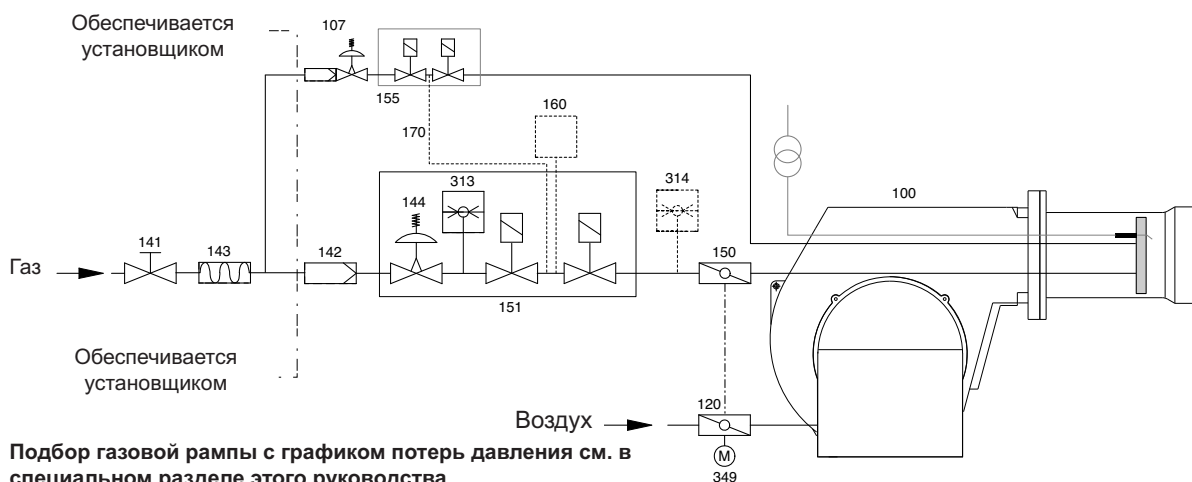 Обеспечивается
установщиком
107
155
160
170
313
314
144
100
141
143
142
150
Газ
151
Обеспечивается
установщиком
120
Воздух
M
349
Подбор газовой рампы с графиком потерь давления см. в
специальном разделе этого руководства